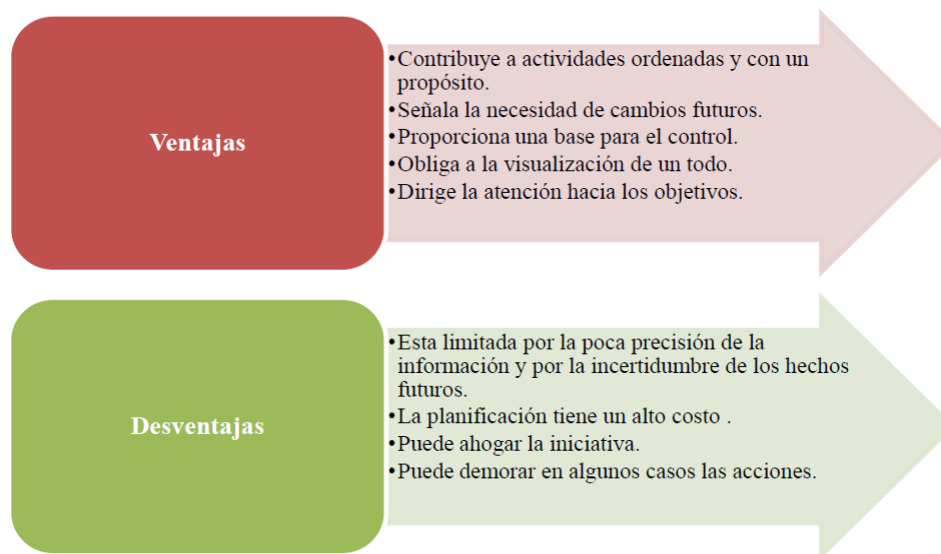 Ventajas
•Contribuye a actividades ordenadas y con un
propósito.
•Señala la necesidad de cambios futuros.
•Proporciona una base para el control.
•Obliga a la visualización de un todo.
•Dirige la atención hacia los objetivos.
Desventajas
•Esta limitada por la poca precisión de la
información y por la incertidumbre de los hechos
futuros.
•La planificación tiene un alto costo .
•Puede ahogar la iniciativa.
•Puede demorar en algunos casos las acciones.